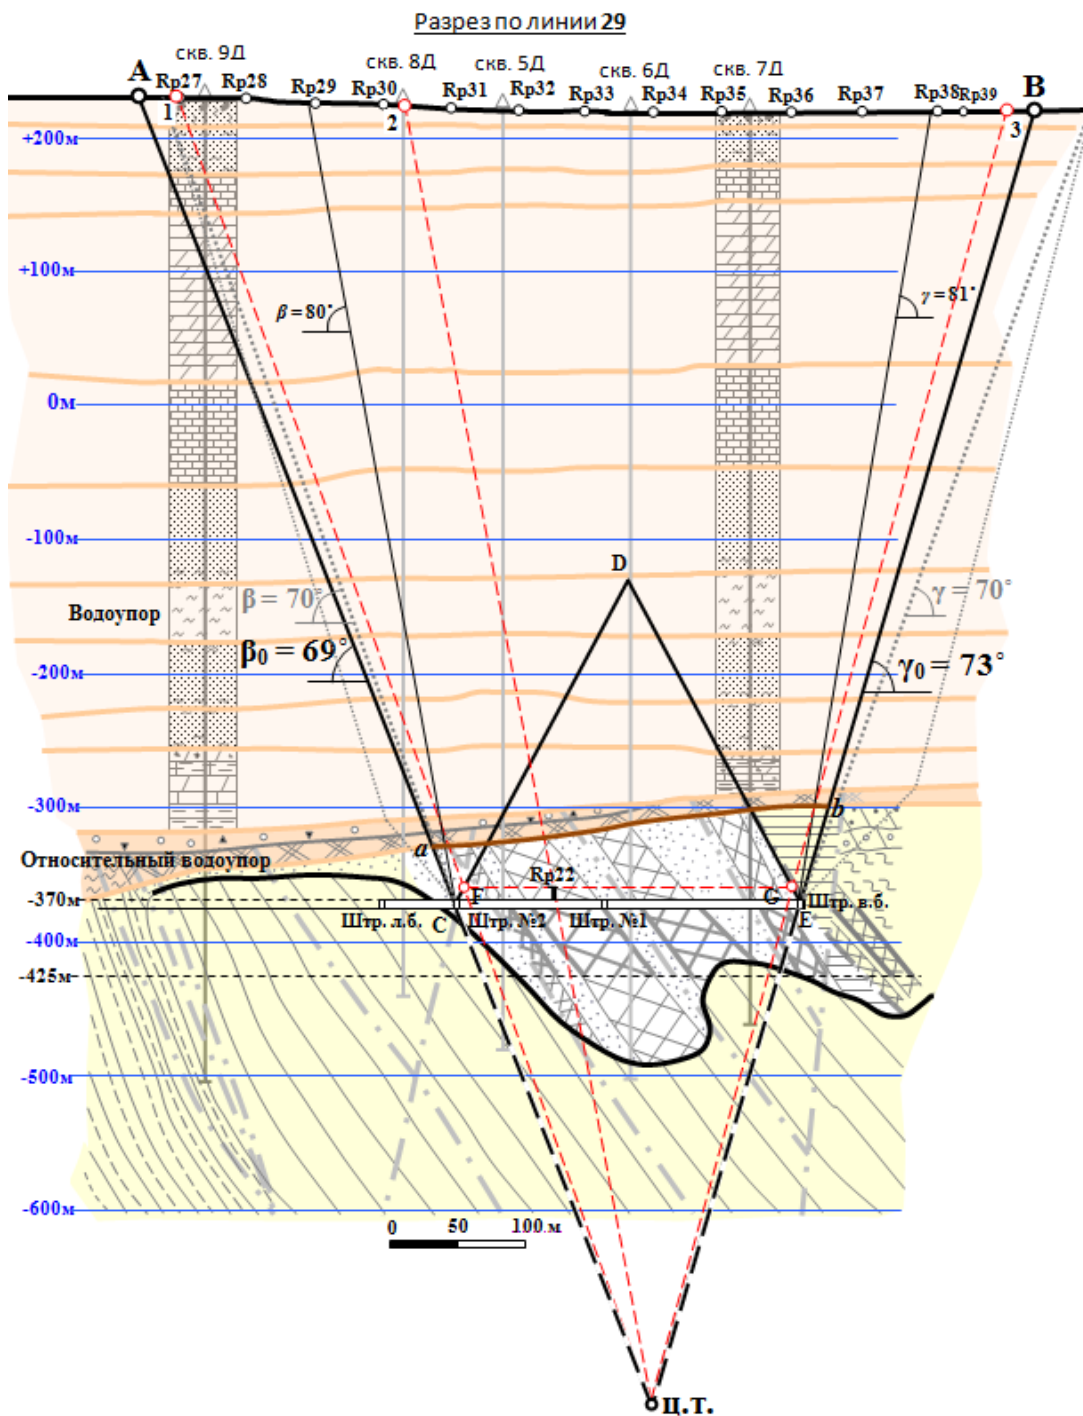 Разрез по линии 29
скв. 9Д скв. 8Д скв. 5Д скв. 6Д скв. 7Д
A Rp27 Rp28 Rp29 Rp30 Rp31 Rp32 Rp33 Rp34 Rp35 Rp36 Rp37 Rp38 Rp39 B
1 2 3
+200м
+100м
β = 80° γ = 81°
0м
-100м
D
β = 70° γ = 70°
Водоупор
β₀ = 69° γ₀ = 73°
-200м
-300м
a b
Относительный водоупор
Rp22
-370м F G Штр. в.б.
Штр. л.б. C Штр. №2 Штр. №1 E
-400м
-425м
-500м
-600м
0 50 100 м
Ц.Т.